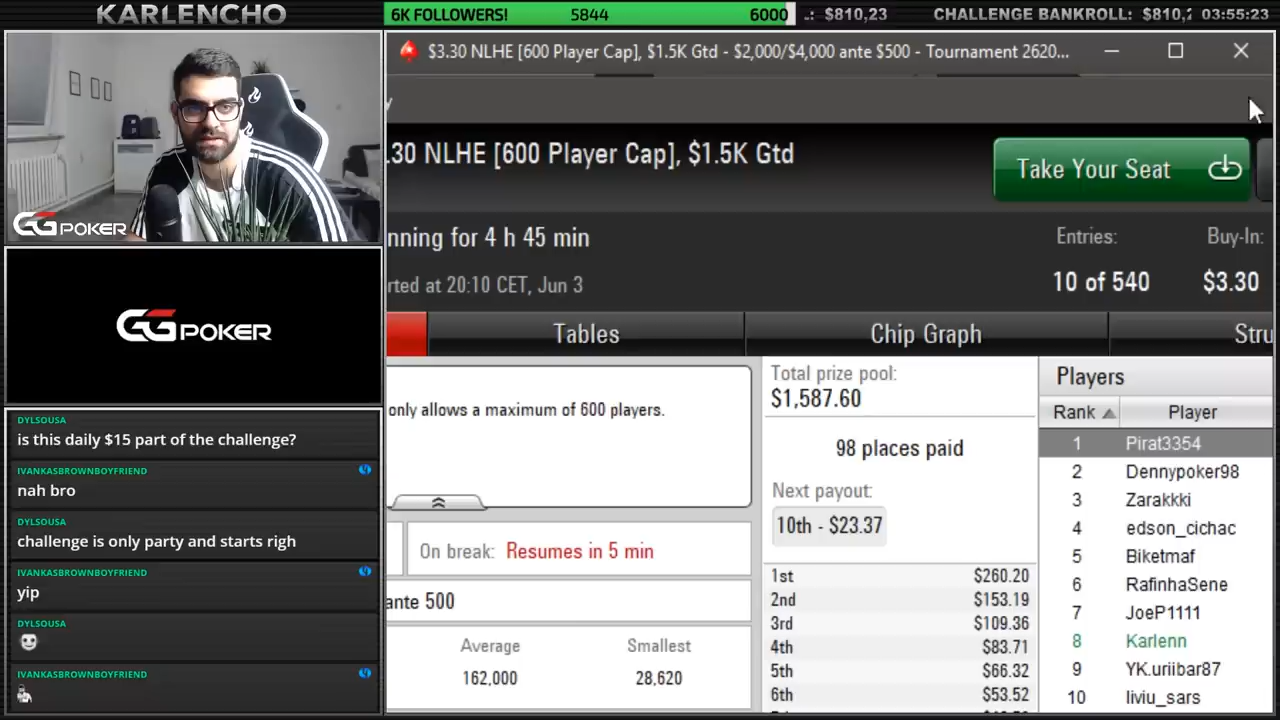 KARLENCHO
6K FOLLOWERS! 5844 6000
.: $810,23 CHALLENGE BANKROLL: $810,2 03:55:23
$3.30 NLHE [600 Player Cap], $1.5K Gtd - $2,000/$4,000 ante $500 - Tournament 2620...
.30 NLHE [600 Player Cap], $1.5K Gtd
Take Your Seat
nning for 4 h 45 min
rted at 20:10 CET, Jun 3
Entries: Buy-In:
10 of 540 $3.30
Tables Chip Graph Stru
only allows a maximum of 600 players.
On break: Resumes in 5 min
ante 500
Average Smallest
162,000 28,620
Total prize pool:
$1,587.60
98 places paid
Next payout:
10th - $23.37
1st $260.20
2nd $153.19
3rd $109.36
4th $83.71
5th $66.32
6th $53.52
Players
Rank Player
1 Pirat3354
2 Dennypoker98
3 Zarakkki
4 edson_cichac
5 Biketmaf
6 RafinhaSene
7 JoeP1111
8 Karlenn
9 YK.uriibar87
10 liviu_sars
GGPOKER
GGPOKER
DYLSOUSA
is this daily $15 part of the challenge?
IVANKASBROWNBOYFRIEND
nah bro
DYLSOUSA
challenge is only party and starts righ
IVANKASBROWNBOYFRIEND
yip
DYLSOUSA
IVANKASBROWNBOYFRIEND